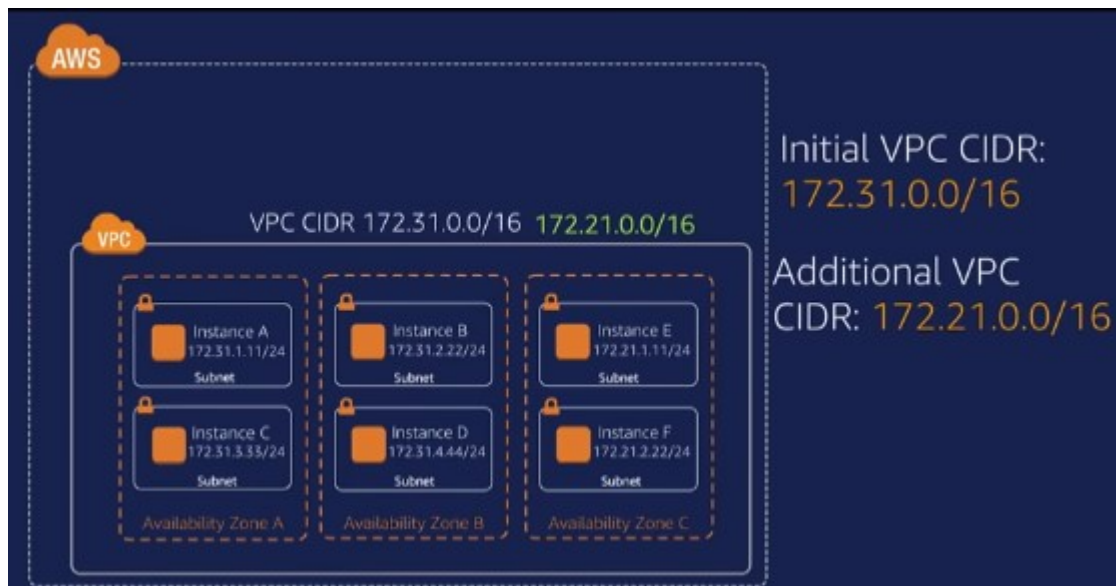 AWS
Initial VPC CIDR:
172.31.0.0/16
Additional VPC
CIDR: 172.21.0.0/16
VPC CIDR 172.31.0.0/16 172.21.0.0/16
VPC
Instance A
172.31.1.11/24
Subnet
Instance C
172.31.3.33/24
Subnet
Availability Zone A
Instance B
172.31.2.22/24
Subnet
Instance D
172.31.4.44/24
Subnet
Availability Zone B
Instance E
172.21.1.11/24
Subnet
Instance F
172.21.2.22/24
Subnet
Availability Zone C